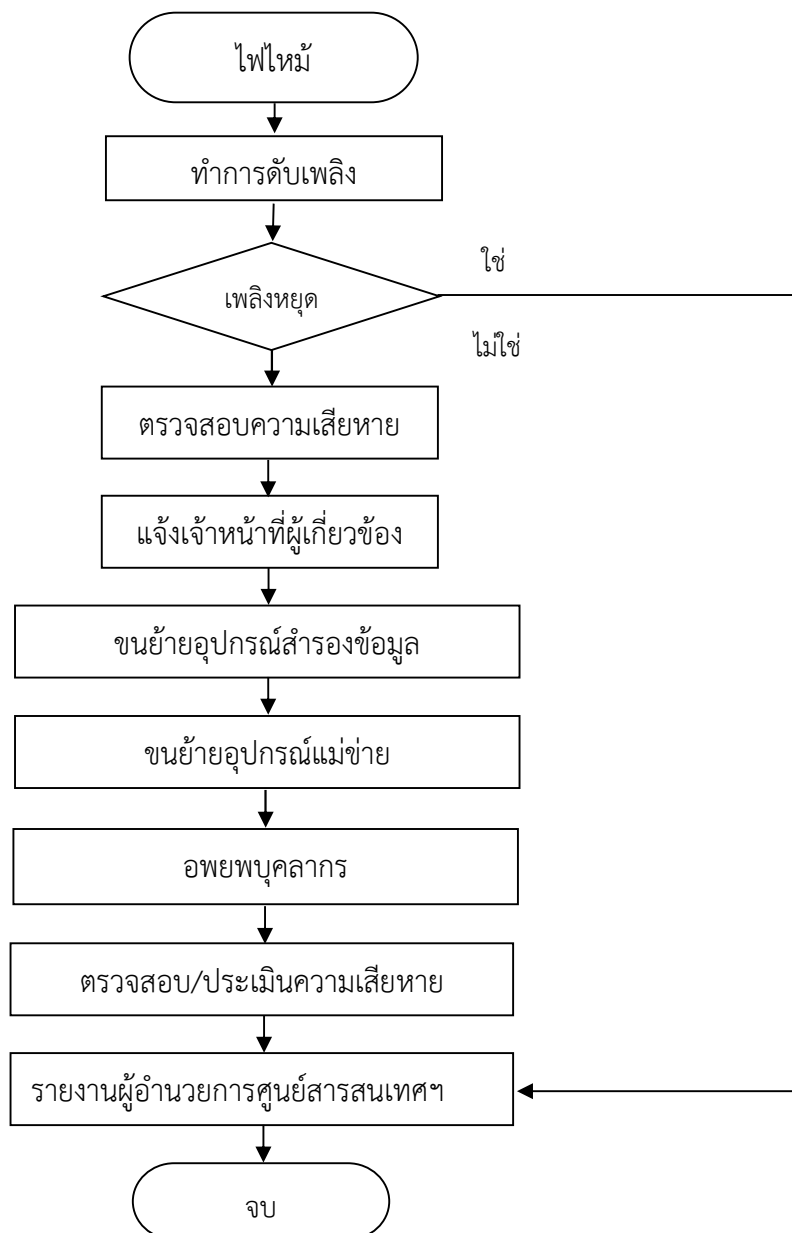 ไฟไหม้
ทำการดับเพลิง
ใช่
เพลิงหยุด
ไม่ใช่
ตรวจสอบความเสียหาย
แจ้งเจ้าหน้าที่ผู้เกี่ยวข้อง
ขนย้ายอุปกรณ์สำรองข้อมูล
ขนย้ายอุปกรณ์แม่ข่าย
อพยพบุคลากร
ตรวจสอบ/ประเมินความเสียหาย
รายงานผู้อำนวยการศูนย์สารสนเทศฯ
จบ